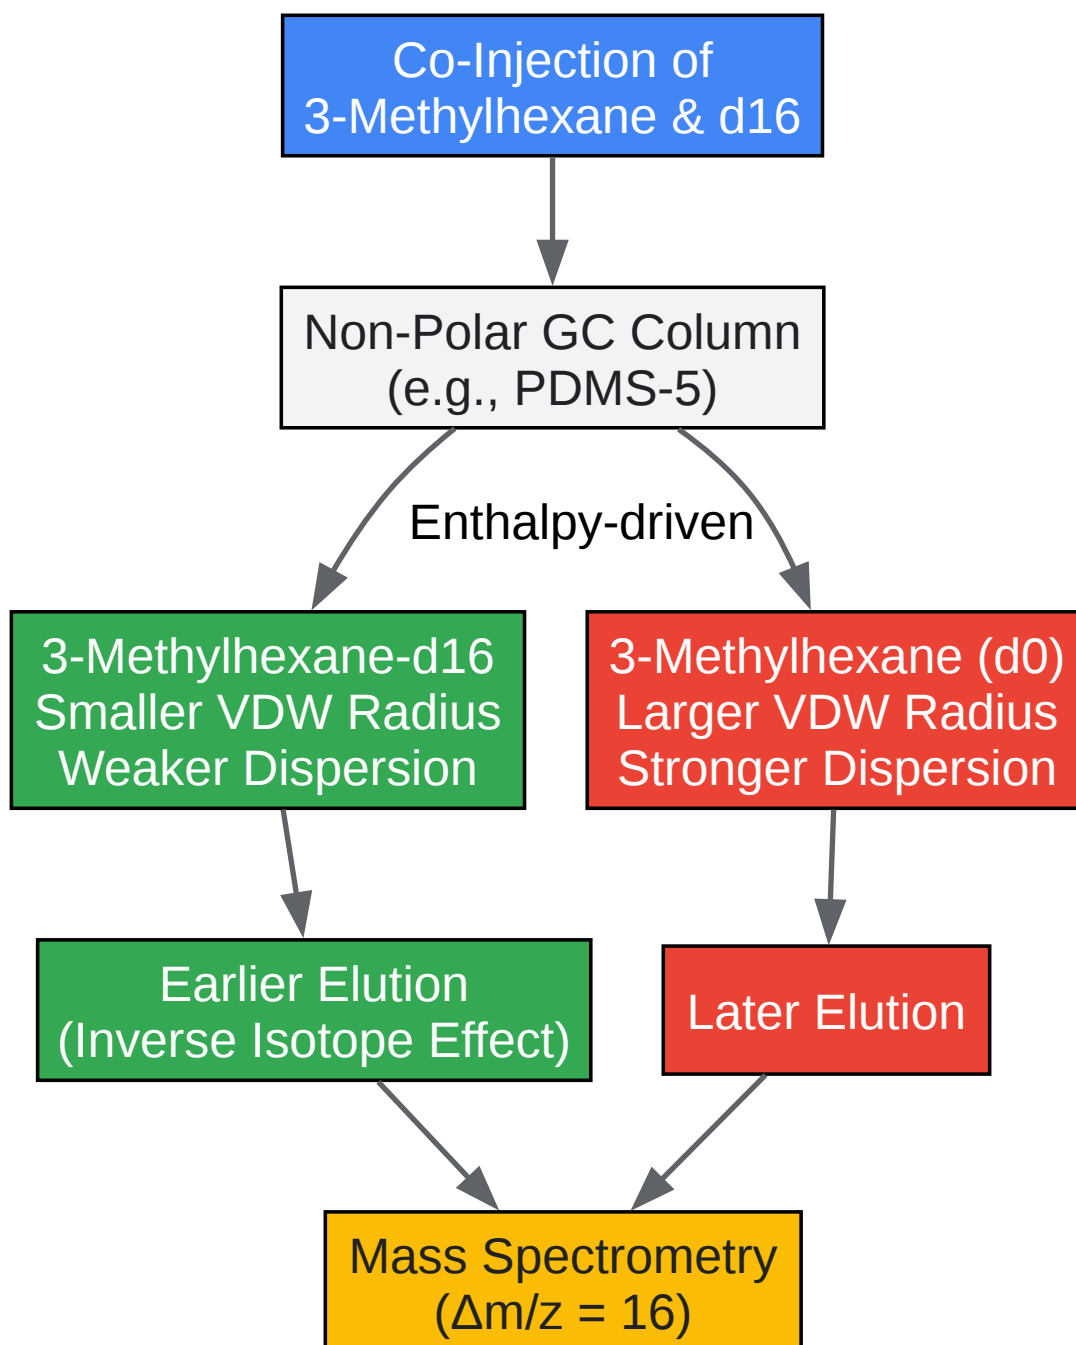 Co-Injection of
3-Methylhexane & d16
Non-Polar GC Column
(e.g., PDMS-5)
Enthalpy-driven
3-Methylhexane-d16
Smaller VDW Radius
Weaker Dispersion
3-Methylhexane (d0)
Larger VDW Radius
Stronger Dispersion
Earlier Elution
(Inverse Isotope Effect)
Later Elution
Mass Spectrometry
(Δm/z = 16)